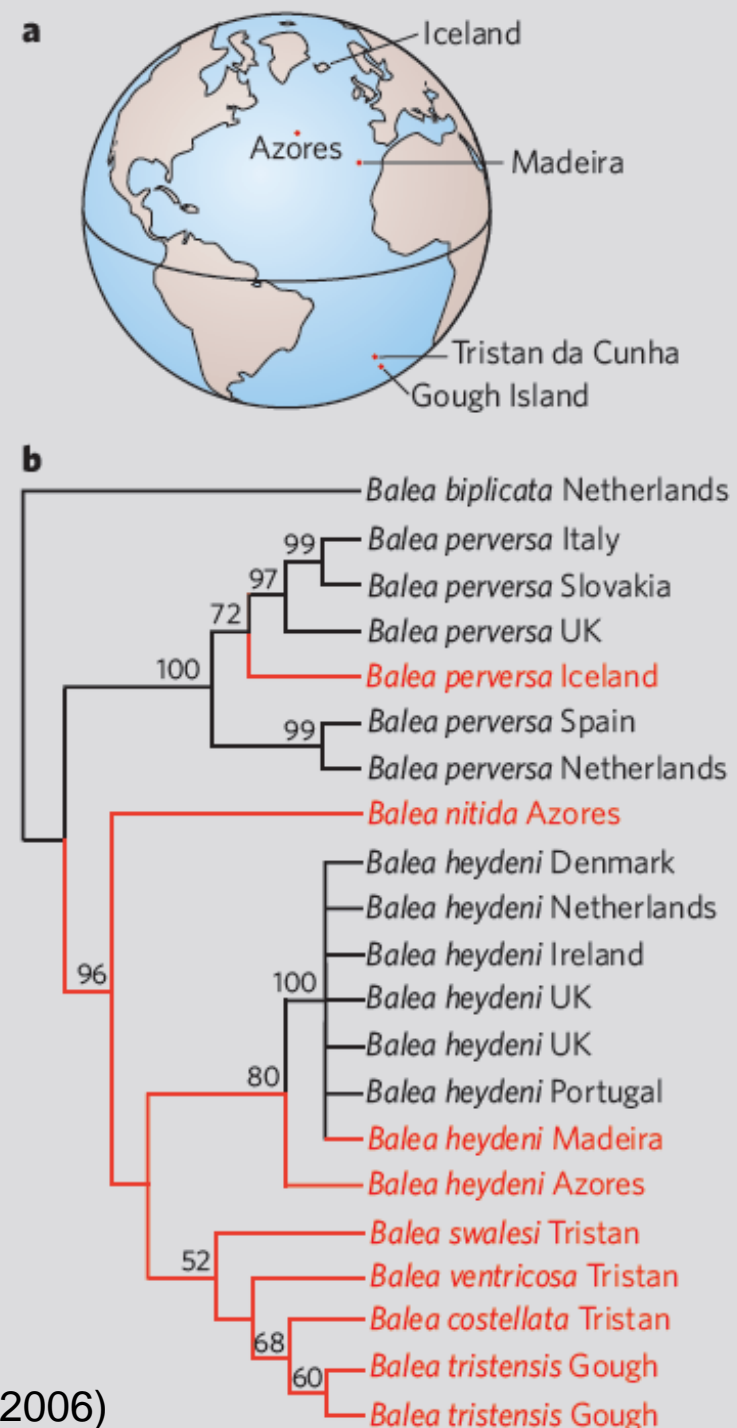 a
Iceland
Azores
Madeira
Tristan da Cunha
Gough Island
b
Balea biplicata Netherlands
99
Balea perversa Italy
97
Balea perversa Slovakia
72
Balea perversa UK
100
Balea perversa Iceland
99
Balea perversa Spain
Balea perversa Netherlands
Balea nitida Azores
Balea heydeni Denmark
Balea heydeni Netherlands
96
Balea heydeni Ireland
100
Balea heydeni UK
Balea heydeni UK
80
Balea heydeni Portugal
Balea heydeni Madeira
Balea heydeni Azores
Balea swalesi Tristan
52
Balea ventricosa Tristan
Balea costellata Tristan
68
Balea tristensis Gough
60
Balea tristensis Gough
2006)